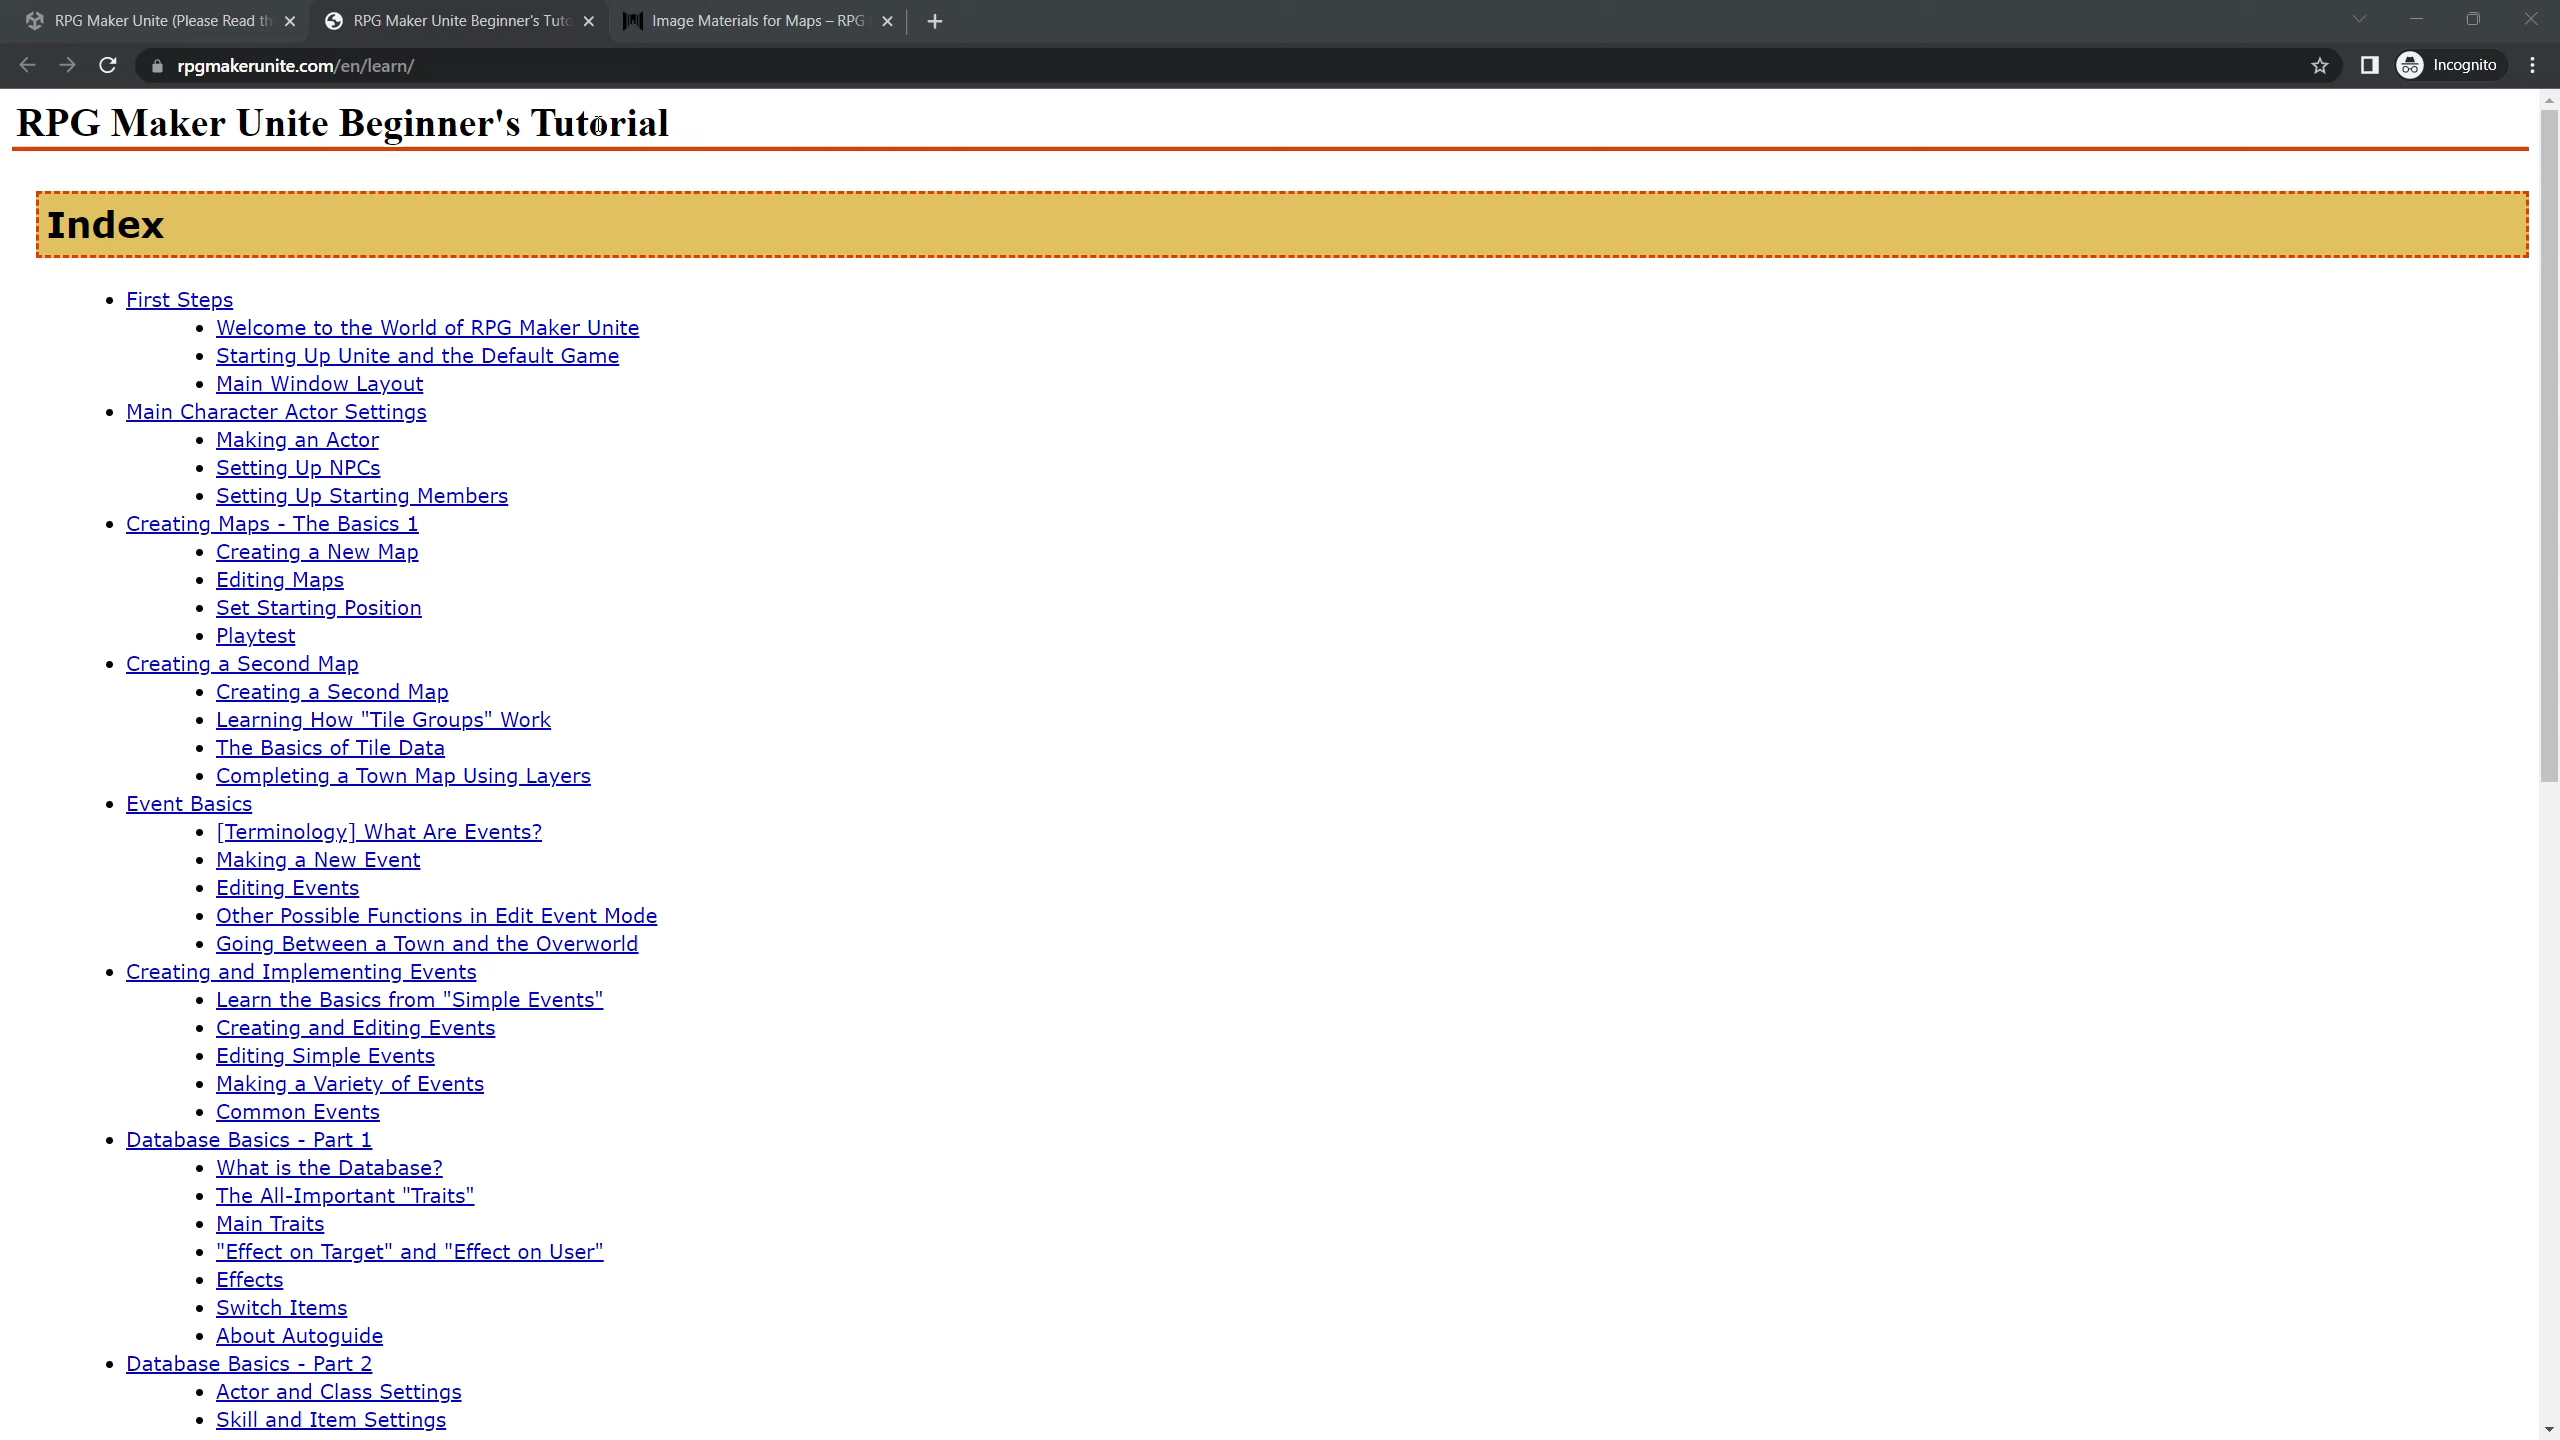 RPG Maker Unite (Please Read th
RPG Maker Unite Beginner's Tuto
Image Materials for Maps – RPG
rpgmakerunite.com/en/learn/
Incognito
RPG Maker Unite Beginner's Tutorial
Index
First Steps
Welcome to the World of RPG Maker Unite
Starting Up Unite and the Default Game
Main Window Layout
Main Character Actor Settings
Making an Actor
Setting Up NPCs
Setting Up Starting Members
Creating Maps - The Basics 1
Creating a New Map
Editing Maps
Set Starting Position
Playtest
Creating a Second Map
Creating a Second Map
Learning How "Tile Groups" Work
The Basics of Tile Data
Completing a Town Map Using Layers
Event Basics
[Terminology] What Are Events?
Making a New Event
Editing Events
Other Possible Functions in Edit Event Mode
Going Between a Town and the Overworld
Creating and Implementing Events
Learn the Basics from "Simple Events"
Creating and Editing Events
Editing Simple Events
Making a Variety of Events
Common Events
Database Basics - Part 1
What is the Database?
The All-Important "Traits"
Main Traits
"Effect on Target" and "Effect on User"
Effects
Switch Items
About Autoguide
Database Basics - Part 2
Actor and Class Settings
Skill and Item Settings